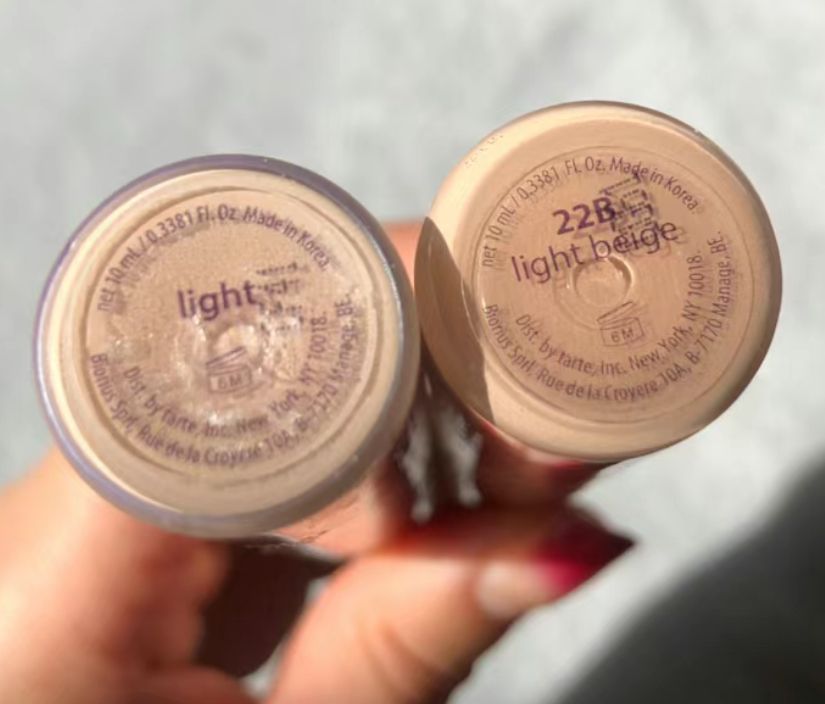 net 10 mL / 0.3381 Fl. Oz. Made in Korea.
light
6M
Dist. by tarte, Inc. New York, NY 10018.
Biorius Sprl, Rue de la Croyere 10A, B-7170 Manage, BE.
net 10 mL / 0.3381 FL Oz. Made in Korea.
22B
light beige
6M
Dist. by tarte, Inc. New York, NY 10018.
Biorius Sprl, Rue de la Croyere 10A, B-7170 Manage, BE.